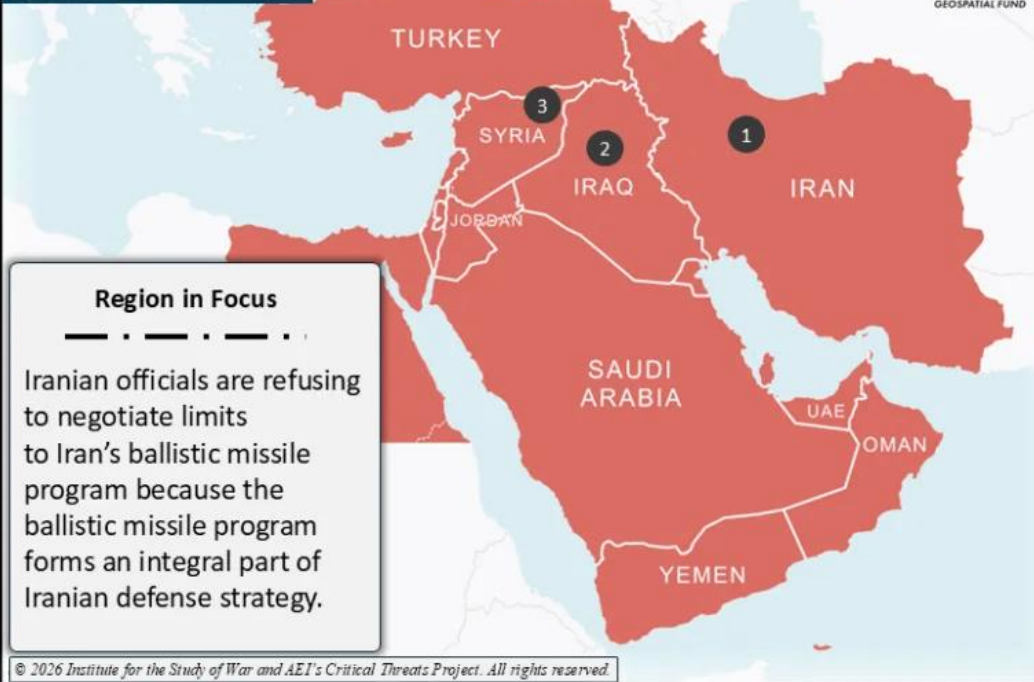 GEOSPATIAL FUND
TURKEY
3
SYRIA
2
IRAQ
1
IRAN
JORDAN
Region in Focus
Iranian officials are refusing
to negotiate limits
to Iran's ballistic missile
program because the
ballistic missile program
forms an integral part of
Iranian defense strategy.
SAUDI
ARABIA
UAE
OMAN
YEMEN
© 2026 Institute for the Study of War and AEI's Critical Threats Project. All rights reserved.